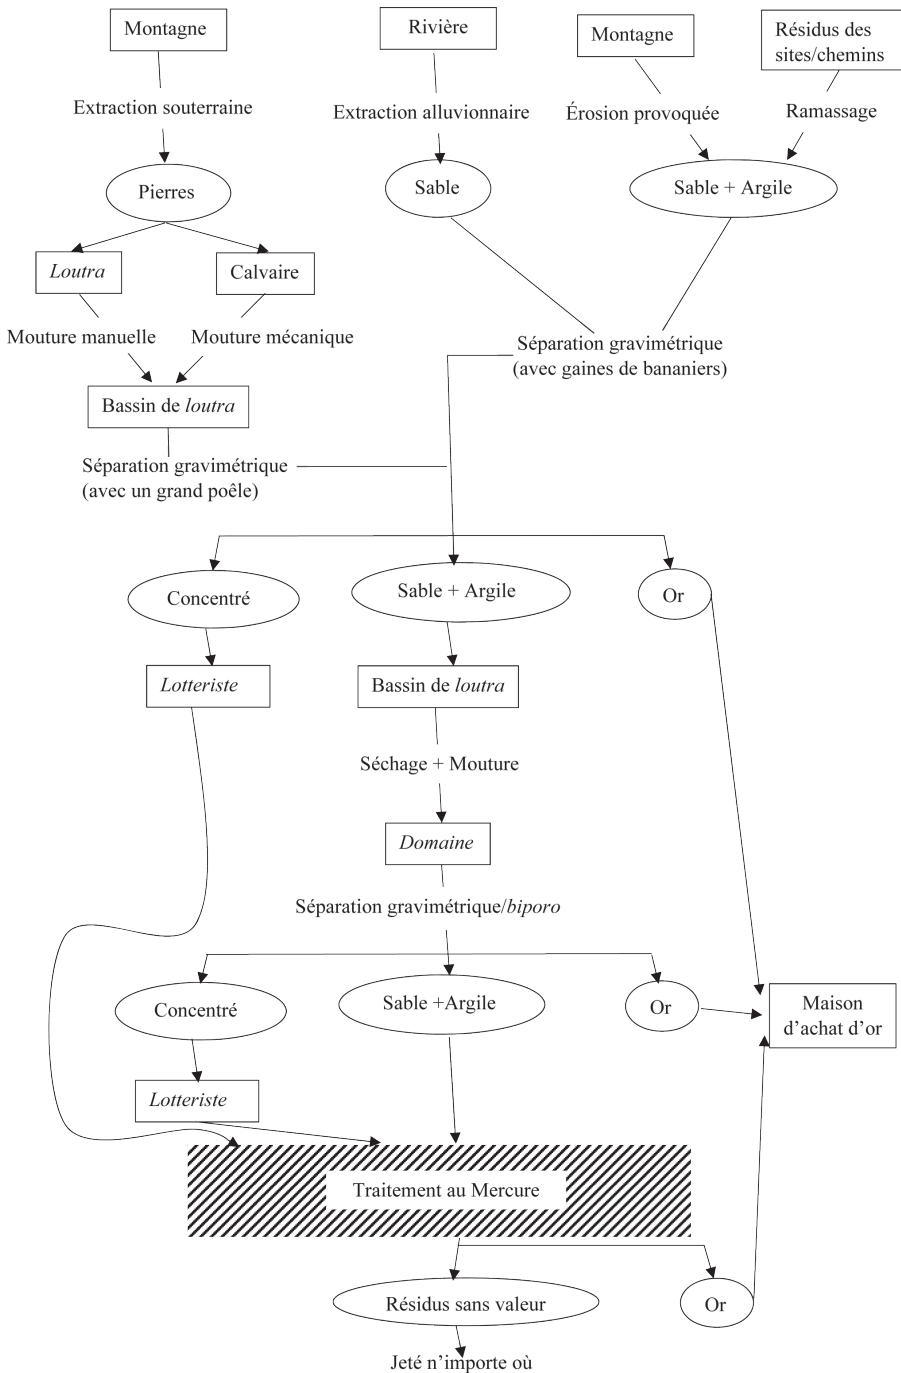 Montagne
Rivière
Montagne
Résidus des
sites/chemins
Extraction souterraine
Extraction alluvionnaire
Érosion provoquée
Ramassage
Pierres
Sable
Sable + Argile
Loutra
Calvaire
Mouture manuelle
Mouture mécanique
Séparation gravimétrique
(avec gaines de bananiers)
Bassin de loutra
Séparation gravimétrique
(avec un grand poêle)
Concentré
Sable + Argile
Or
Lotteriste
Bassin de loutra
Séchage + Mouture
Domaine
Séparation gravimétrique/biporo
Concentré
Sable +Argile
Or
Maison
d'achat d'or
Lotteriste
Traitement au Mercure
Résidus sans valeur
Or
Jeté n'importe où